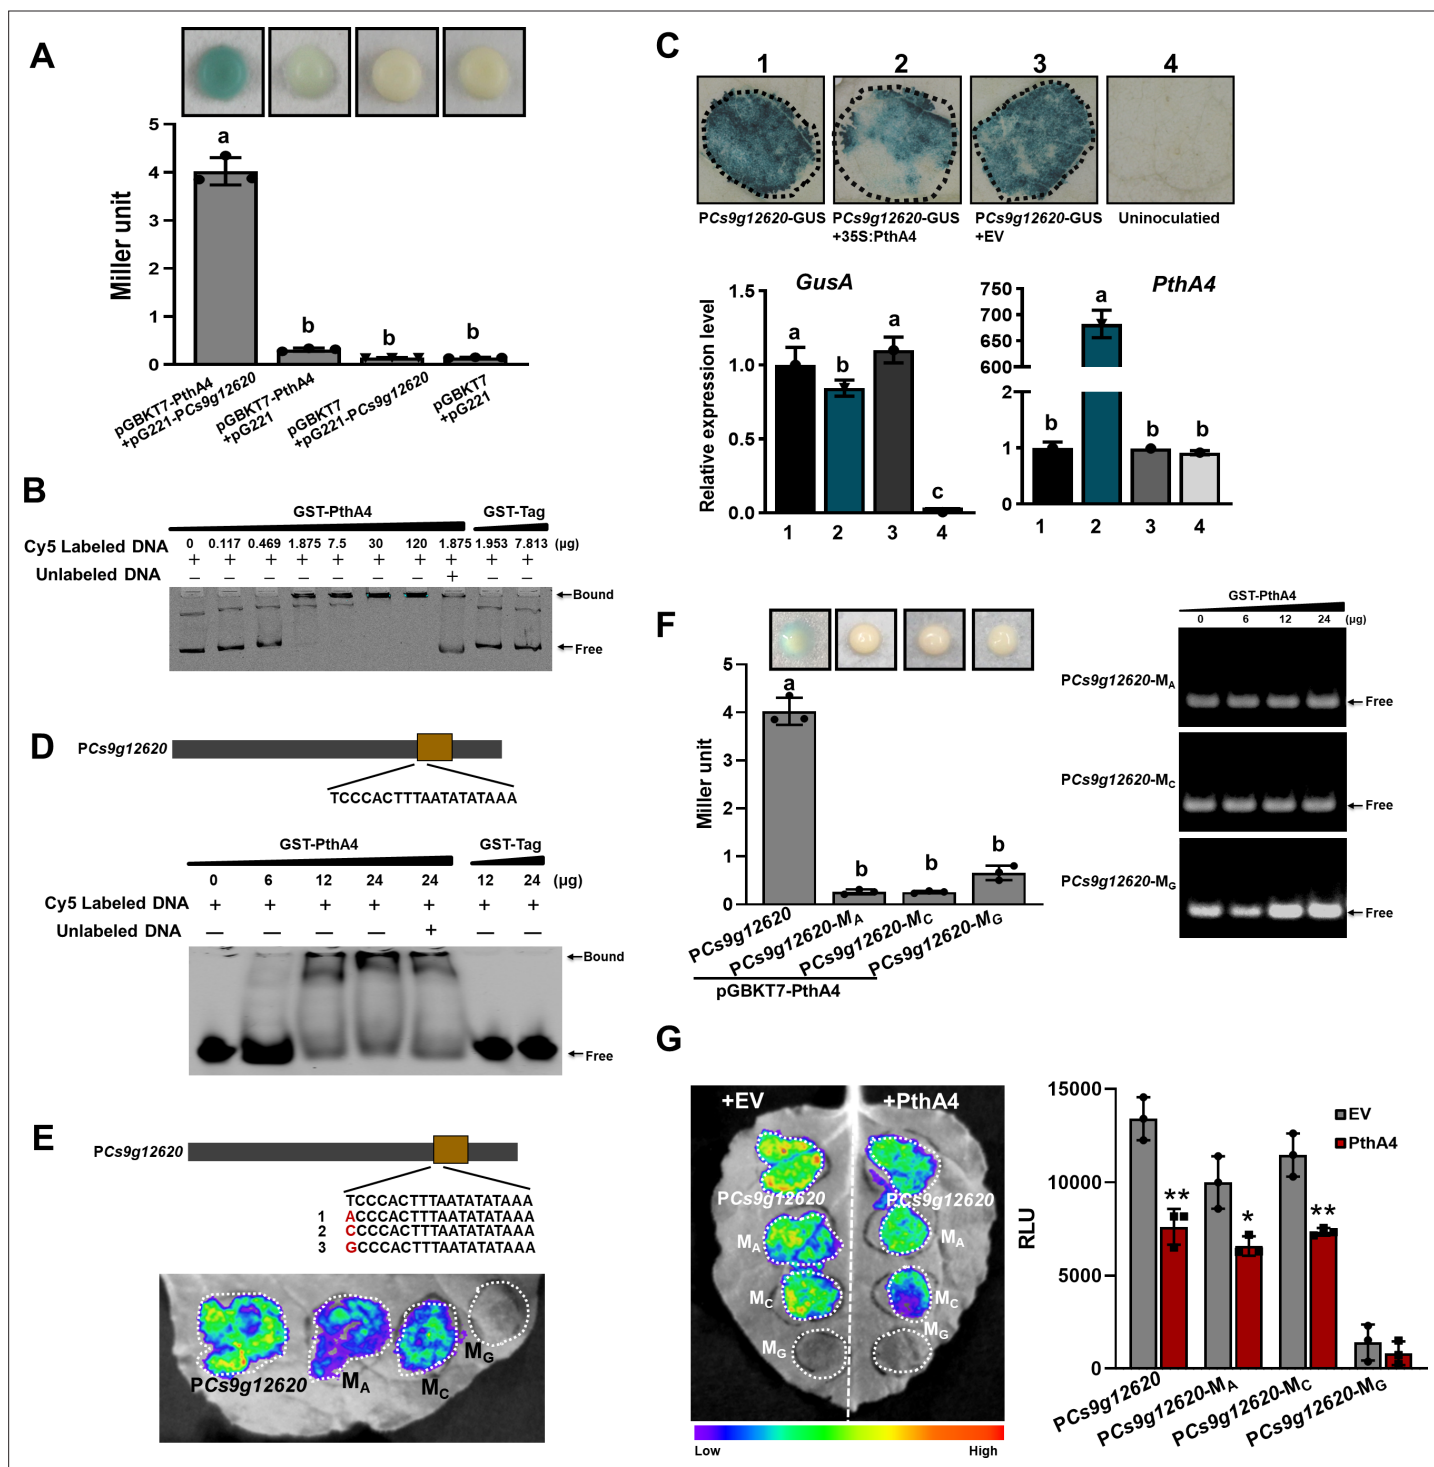 A
5
4
3
2
1
0
Miller unit
a
b
b
b
pGBKT7-PthA4
+pG221-PCs9g12620
pGBKT7-PthA4
+pG221
pGBKT7
+pG221-PCs9g12620
pGBKT7
+pG221
B
GST-PthA4
GST-Tag
0 0.117 0.469 1.875 7.5 30 120 1.875 1.953 7.813 (µg)
Cy5 Labeled DNA + + + + + + + + + +
Unlabeled DNA − − − − − − − + − −
Bound
Free
C
1 2 3 4
PCs9g12620-GUS
PCs9g12620-GUS
+35S:PthA4
PCs9g12620-GUS
+EV
Uninoculatied
GusA
Relative expression level
1.5
1.0
0.5
0.0
a
b
a
c
1 2 3 4
PthA4
750
700
650
600
2
1
0
b
a
b
b
1 2 3 4
D
PCs9g12620
TCCCACTTTAATATATAAA
GST-PthA4
GST-Tag
0 6 12 24 24 12 24 (µg)
Cy5 Labeled DNA + + + + + + +
Unlabeled DNA — — — — + — —
Bound
Free
E
PCs9g12620
TCCCACTTTAATATATAAA
1 ACCCACTTTAATATATAAA
2 CCCCACTTTAATATATAAA
3 GCCCACTTTAATATATAAA
PCs9g12620
MA
MC
MG
F
5
4
3
2
1
0
Miller unit
a
b
b
b
PCs9g12620
PCs9g12620-MA
PCs9g12620-MC
PCs9g12620-MG
pGBKT7-PthA4
GST-PthA4
0 6 12 24 (µg)
PCs9g12620-MA
Free
PCs9g12620-MC
Free
PCs9g12620-MG
Free
G
+EV
+PthA4
PCs9g12620
PCs9g12620
MA
MA
MC
MC
MG
MG
Low
High
15000
10000
5000
0
RLU
EV
PthA4
**
*
**
PCs9g12620
PCs9g12620-MA
PCs9g12620-MC
PCs9g12620-MG